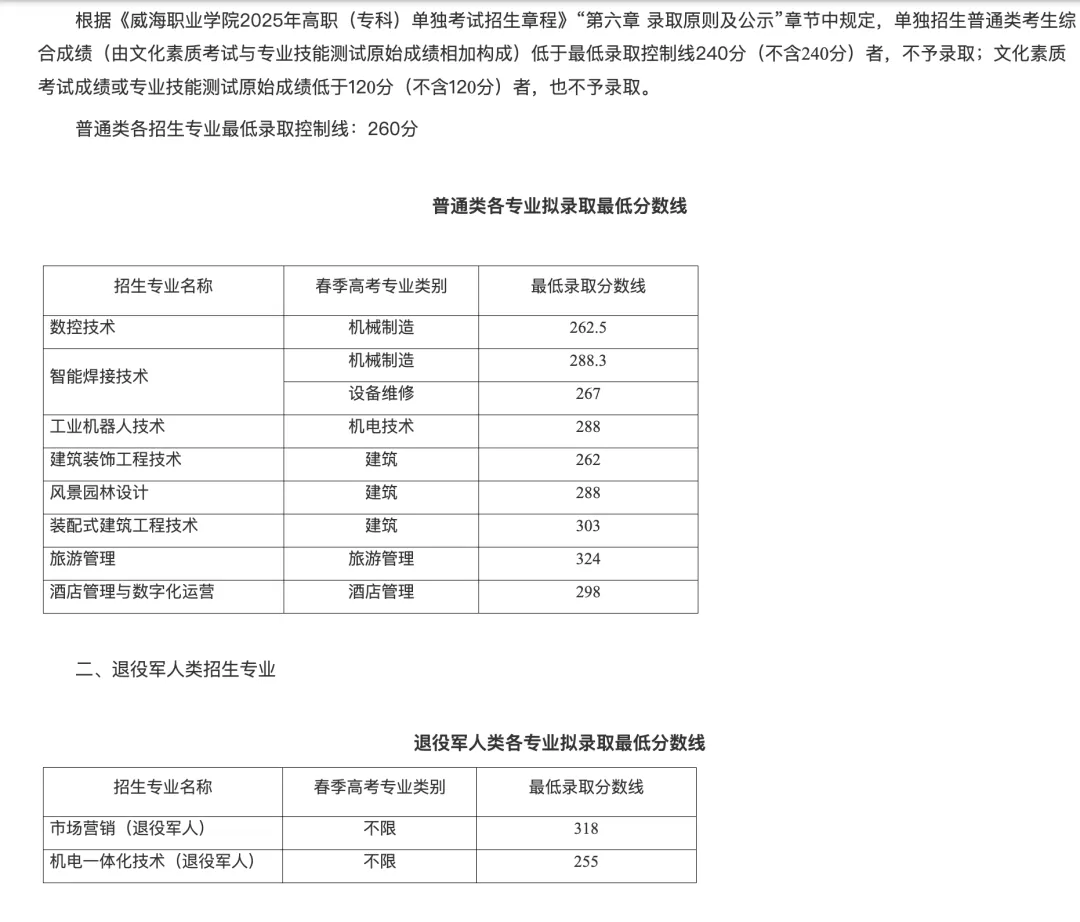 根据《威海职业学院2025年高职（专科）单独考试招生章程》“第六章 录取原则及公示”章节中规定，单独招生普通类考生综
合成绩（由文化素质考试与专业技能测试原始成绩相加构成）低于最低录取控制线240分（不含240分）者，不予录取；文化素质
考试成绩或专业技能测试原始成绩低于120分（不含120分）者，也不予录取。
普通类各招生专业最低录取控制线：260分
普通类各专业拟录取最低分数线
招生专业名称 春季高考专业类别 最低录取分数线
数控技术 机械制造 262.5
智能焊接技术 机械制造 288.3
设备维修 267
工业机器人技术 机电技术 288
建筑装饰工程技术 建筑 262
风景园林设计 建筑 288
装配式建筑工程技术 建筑 303
旅游管理 旅游管理 324
酒店管理与数字化运营 酒店管理 298
二、退役军人类招生专业
退役军人类各专业拟录取最低分数线
招生专业名称 春季高考专业类别 最低录取分数线
市场营销（退役军人） 不限 318
机电一体化技术（退役军人） 不限 255